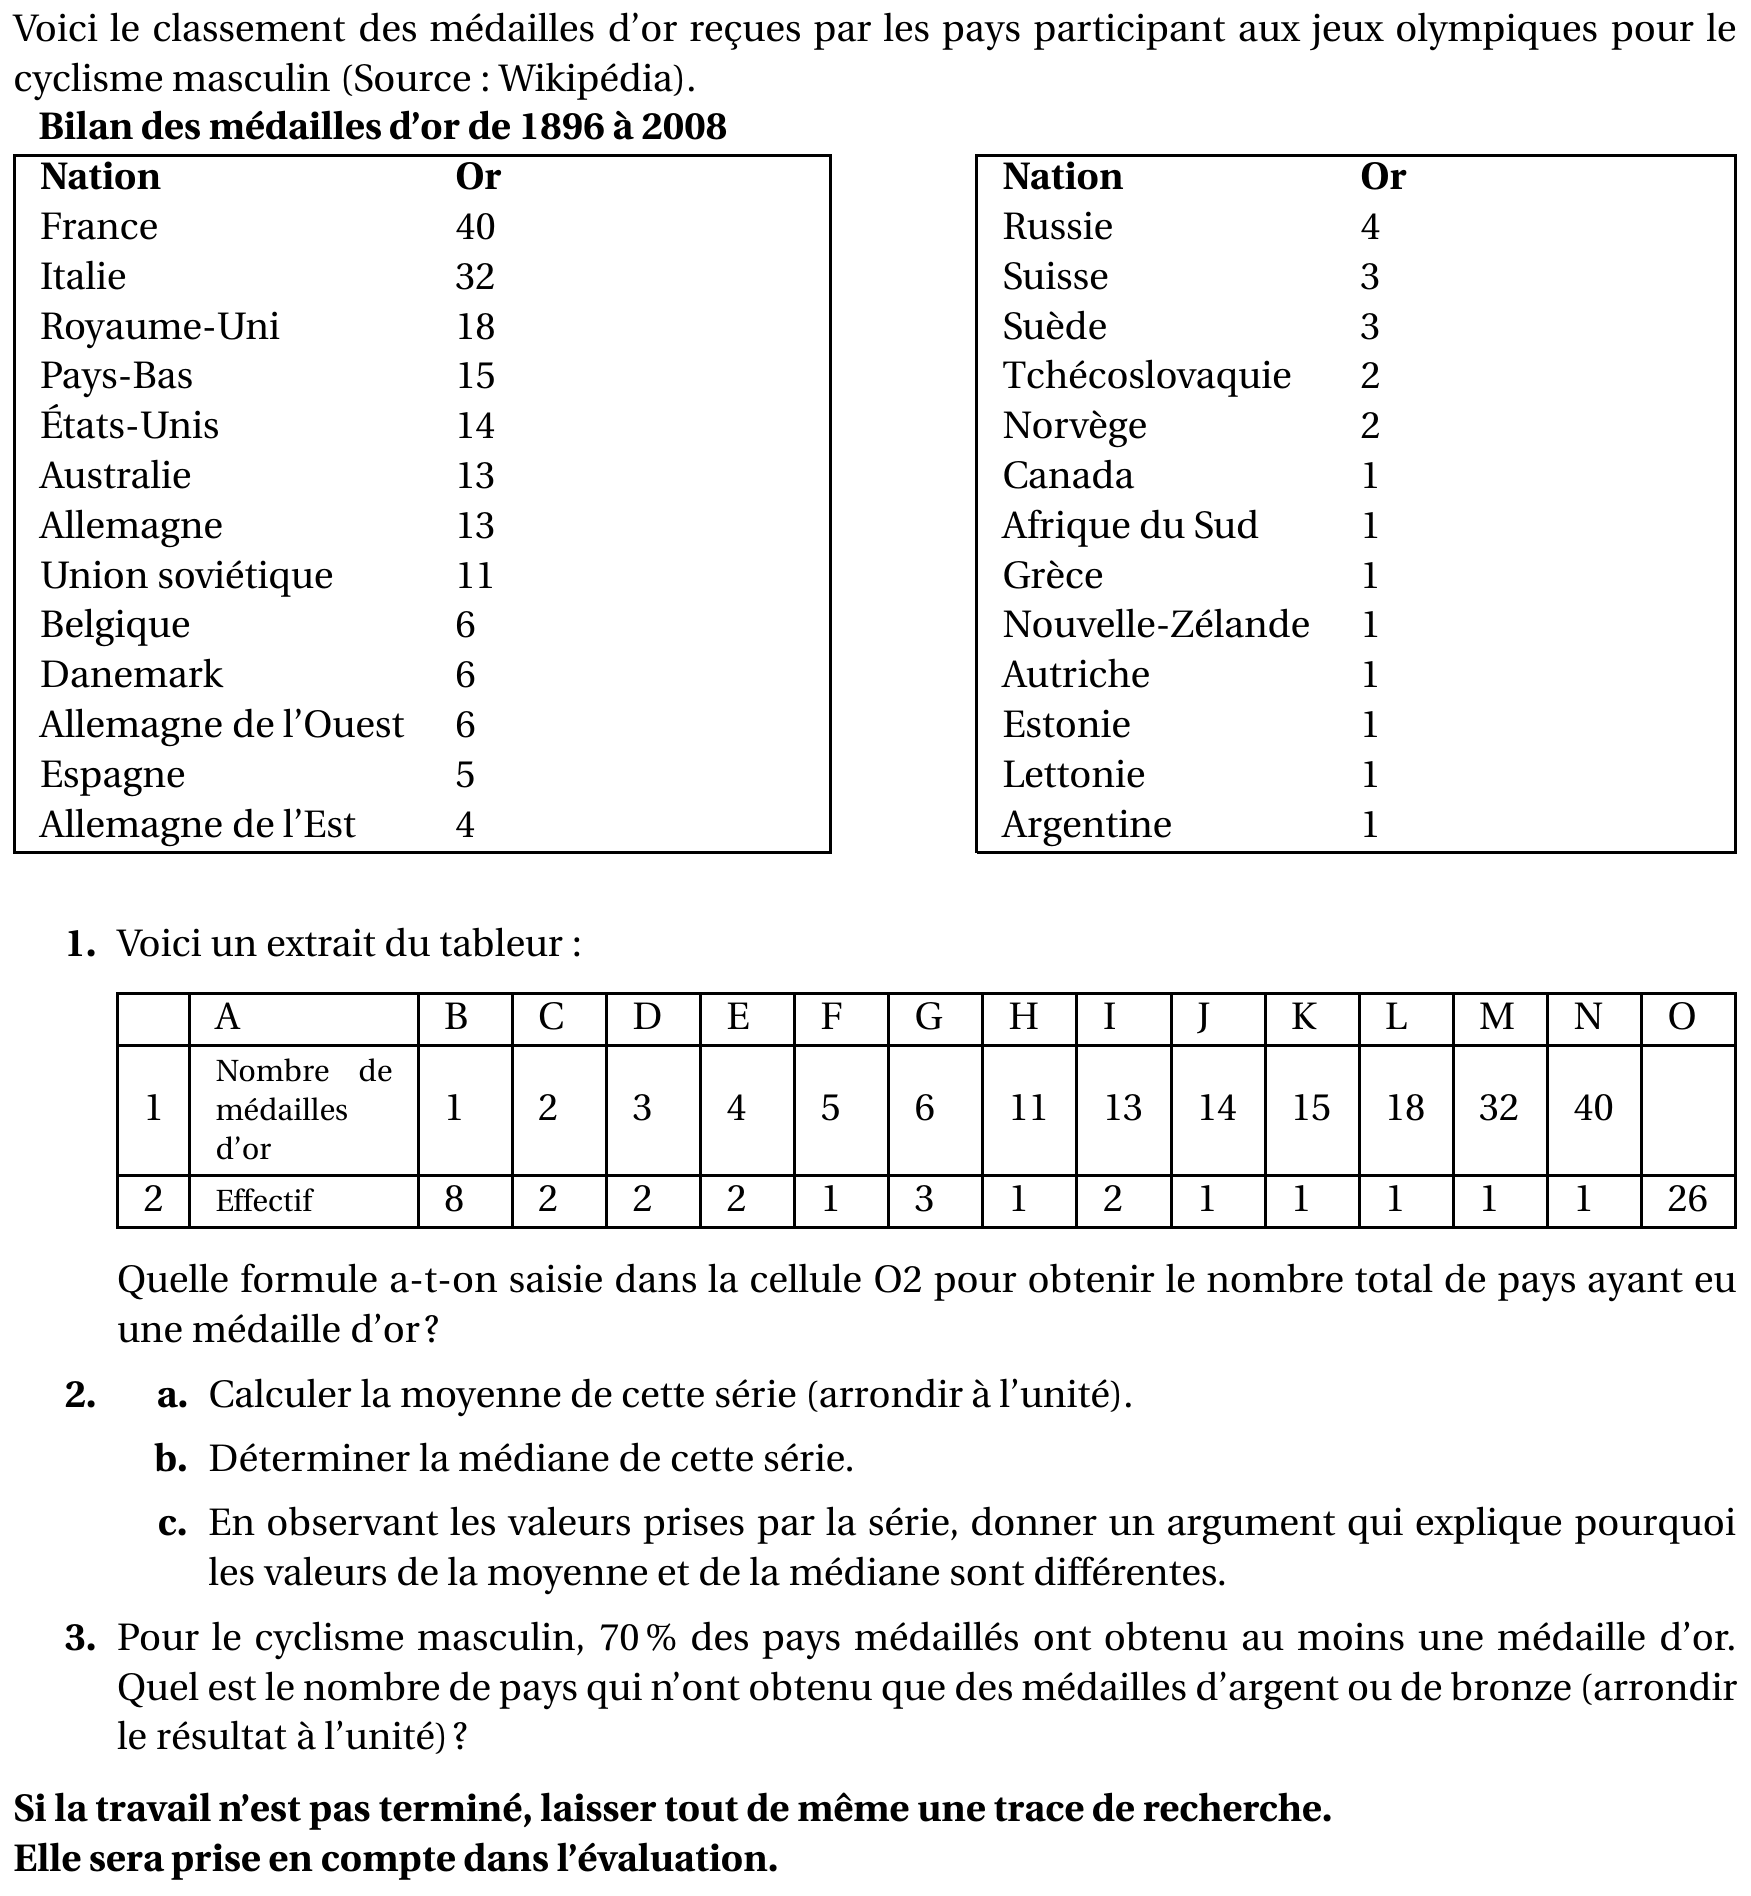 Voici le classement des médailles d’or reçues par les pays participant aux jeux olympiques pour le
cyclisme masculin (Source : Wikipédia).
Bilan des médailles d’or de 1896 à 2008
Nation Or
France 40
Italie 32
Royaume-Uni 18
Pays-Bas 15
États-Unis 14
Australie 13
Allemagne 13
Union soviétique 11
Belgique 6
Danemark 6
Allemagne de l’Ouest 6
Espagne 5
Allemagne de l’Est 4
Nation Or
Russie 4
Suisse 3
Suède 3
Tchécoslovaquie 2
Norvège 2
Canada 1
Afrique du Sud 1
Grèce 1
Nouvelle-Zélande 1
Autriche 1
Estonie 1
Lettonie 1
Argentine 1
1. Voici un extrait du tableur :
A B C D E F G H I J K L M N O
Nombre de
1 médailles 1 2 3 4 5 6 11 13 14 15 18 32 40
d’or
2 Effectif 8 2 2 2 1 3 1 2 1 1 1 1 1 26
Quelle formule a-t-on saisie dans la cellule O2 pour obtenir le nombre total de pays ayant eu
une médaille d’or ?
2. a. Calculer la moyenne de cette série (arrondir à l’unité).
b. Déterminer la médiane de cette série.
c. En observant les valeurs prises par la série, donner un argument qui explique pourquoi
les valeurs de la moyenne et de la médiane sont différentes.
3. Pour le cyclisme masculin, 70 % des pays médaillés ont obtenu au moins une médaille d’or.
Quel est le nombre de pays qui n’ont obtenu que des médailles d’argent ou de bronze (arrondir
le résultat à l’unité) ?
Si la travail n’est pas terminé, laisser tout de même une trace de recherche.
Elle sera prise en compte dans l’évaluation.